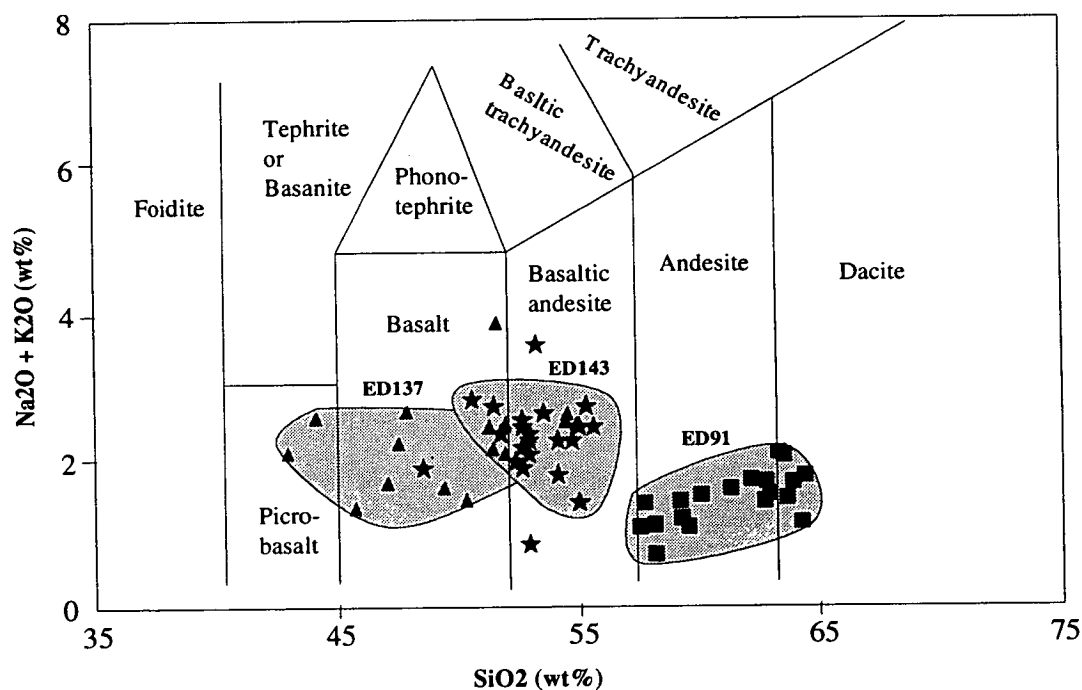 8
6
4
2
0
Na2O + K2O (wt%)
35
45
55
65
75
SiO2 (wt%)
Foidite
Tephrite
or
Basanite
Phono-
tephrite
Basltic
trachyandesite
Trachyandesite
Basalt
Basaltic
andesite
Andesite
Dacite
Picro-
basalt
ED137
ED143
ED91